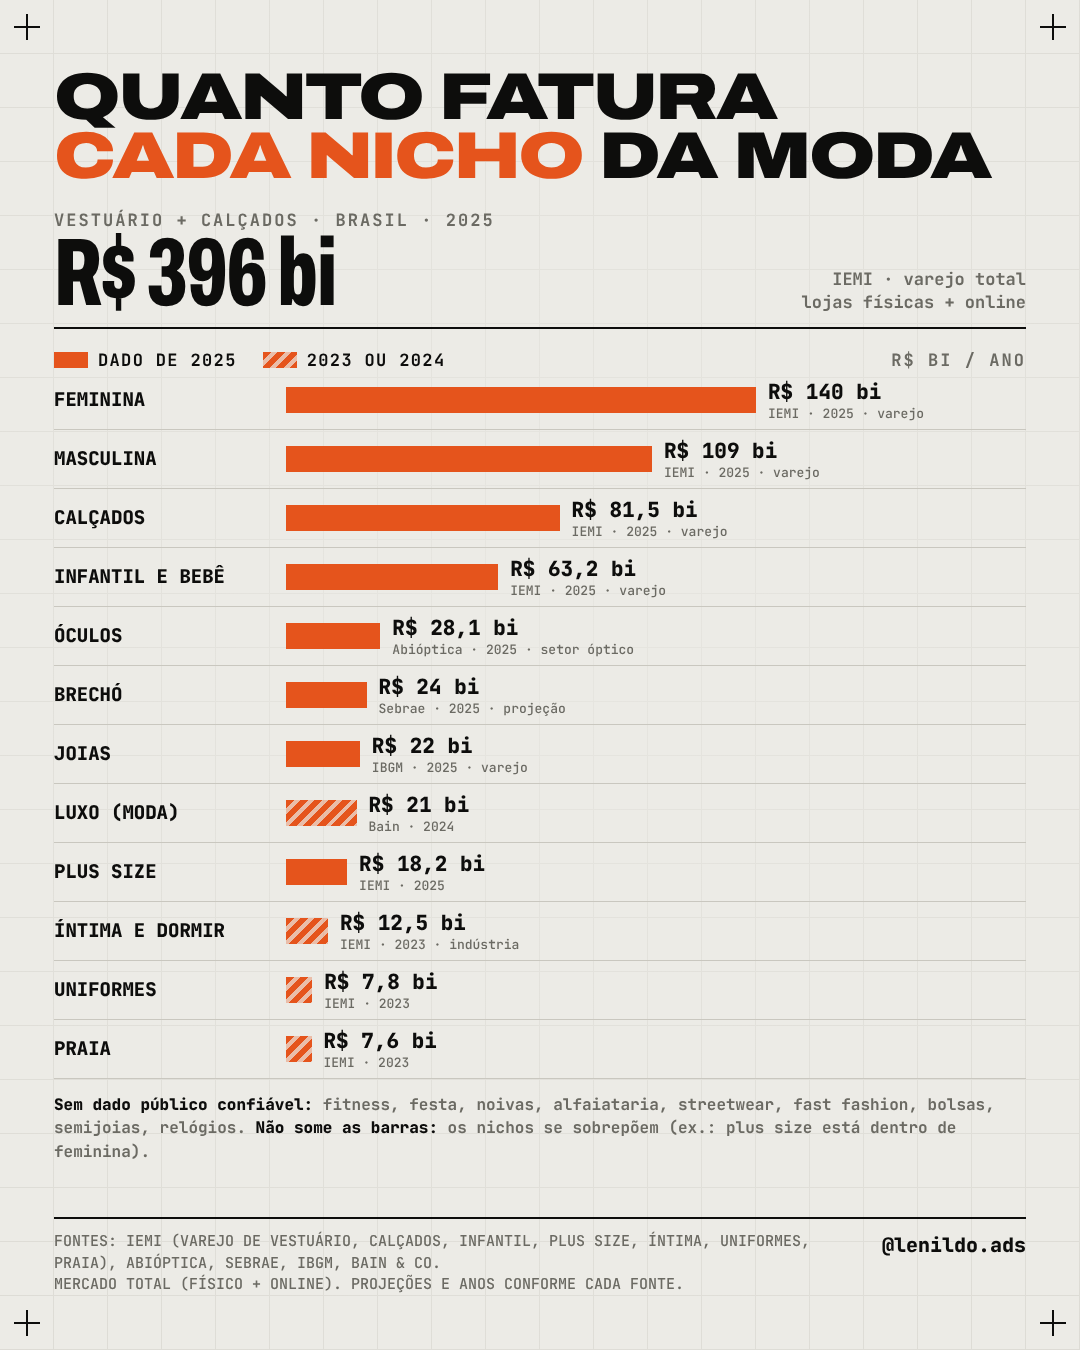 QUANTO FATURA
CADA NICHO DA MODA
VESTUÁRIO + CALÇADOS · BRASIL · 2025
R$ 396 bi
IEMI · varejo total
lojas físicas + online
DADO DE 2025
2023 OU 2024
R$ BI / ANO
FEMININA
R$ 140 bi
IEMI · 2025 · varejo
MASCULINA
R$ 109 bi
IEMI · 2025 · varejo
CALÇADOS
R$ 81,5 bi
IEMI · 2025 · varejo
INFANTIL E BEBÊ
R$ 63,2 bi
IEMI · 2025 · varejo
ÓCULOS
R$ 28,1 bi
Abióptica · 2025 · setor óptico
BRECHÓ
R$ 24 bi
Sebrae · 2025 · projeção
JOIAS
R$ 22 bi
IBGM · 2025 · varejo
LUXO (MODA)
R$ 21 bi
Bain · 2024
PLUS SIZE
R$ 18,2 bi
IEMI · 2025
ÍNTIMA E DORMIR
R$ 12,5 bi
IEMI · 2023 · indústria
UNIFORMES
R$ 7,8 bi
IEMI · 2023
PRAIA
R$ 7,6 bi
IEMI · 2023
Sem dado público confiável: fitness, festa, noivas, alfaiataria, streetwear, fast fashion, bolsas,
semijoias, relógios. Não some as barras: os nichos se sobrepõem (ex.: plus size está dentro de
feminina).
FONTES: IEMI (VAREJO DE VESTUÁRIO, CALÇADOS, INFANTIL, PLUS SIZE, ÍNTIMA, UNIFORMES,
PRAIA), ABIÓPTICA, SEBRAE, IBGM, BAIN & CO.
MERCADO TOTAL (FÍSICO + ONLINE). PROJEÇÕES E ANOS CONFORME CADA FONTE.
@lenildo.ads